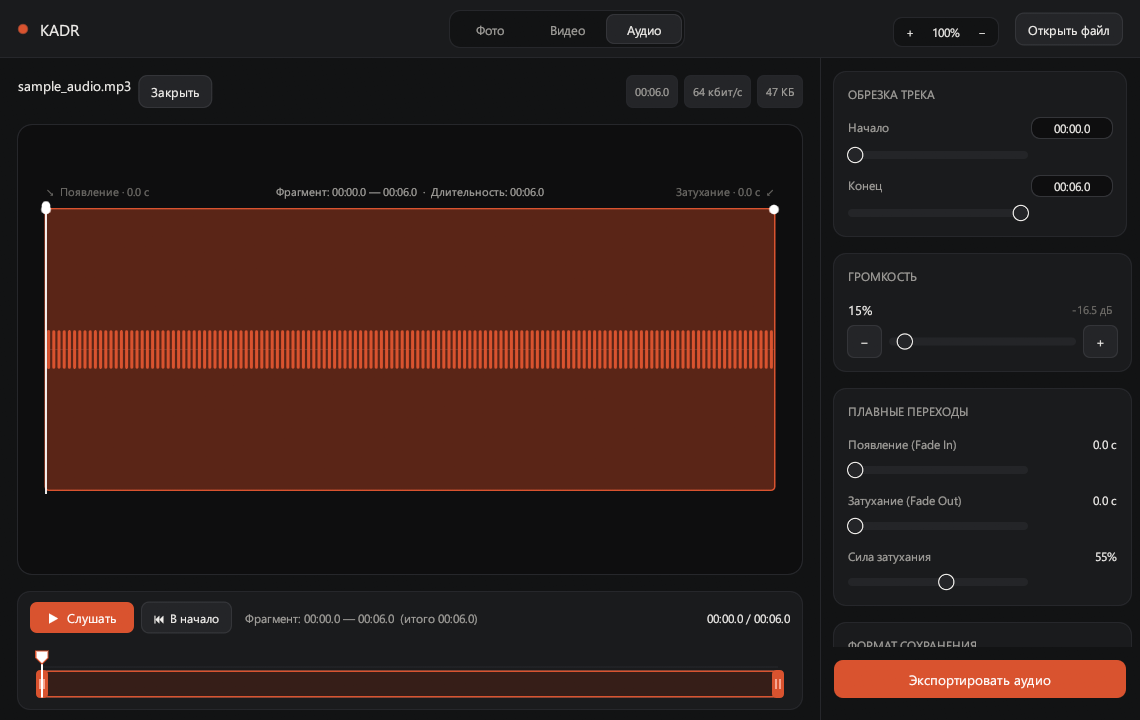 KADR
Фото Видео Аудио
+ 100% −
Открыть файл
sample_audio.mp3 Закрыть
00:06.0 64 кбит/с 47 КБ
↘ Появление · 0.0 с Фрагмент: 00:00.0 — 00:06.0 · Длительность: 00:06.0 Затухание · 0.0 с ↙
▶ Слушать ⏮ В начало Фрагмент: 00:00.0 — 00:06.0 (итого 00:06.0) 00:00.0 / 00:06.0
ОБРЕЗКА ТРЕКА
Начало 00:00.0
Конец 00:06.0
ГРОМКОСТЬ
15% -16.5 дБ
− +
ПЛАВНЫЕ ПЕРЕХОДЫ
Появление (Fade In) 0.0 с
Затухание (Fade Out) 0.0 с
Сила затухания 55%
ФОРМАТ СОХРАНЕНИЯ
Экспортировать аудио